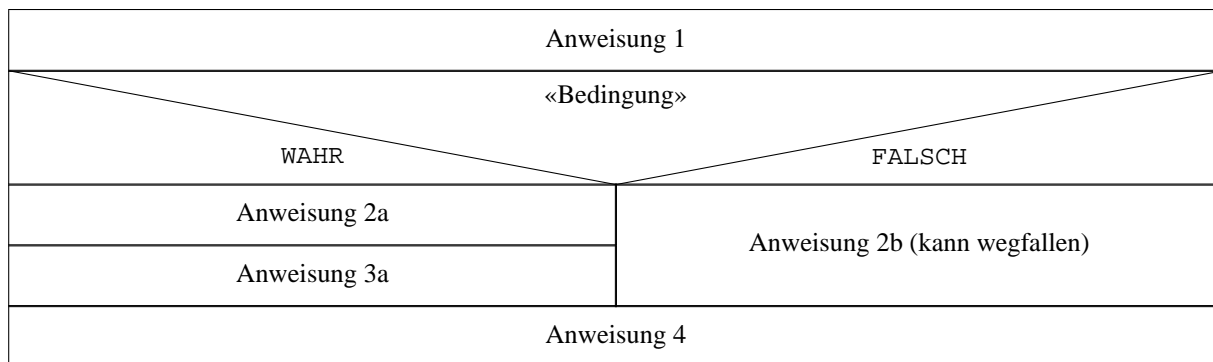 Anweisung 1
«Bedingung»
WAHR
FALSCH
Anweisung 2a
Anweisung 3a
Anweisung 2b (kann wegfallen)
Anweisung 4